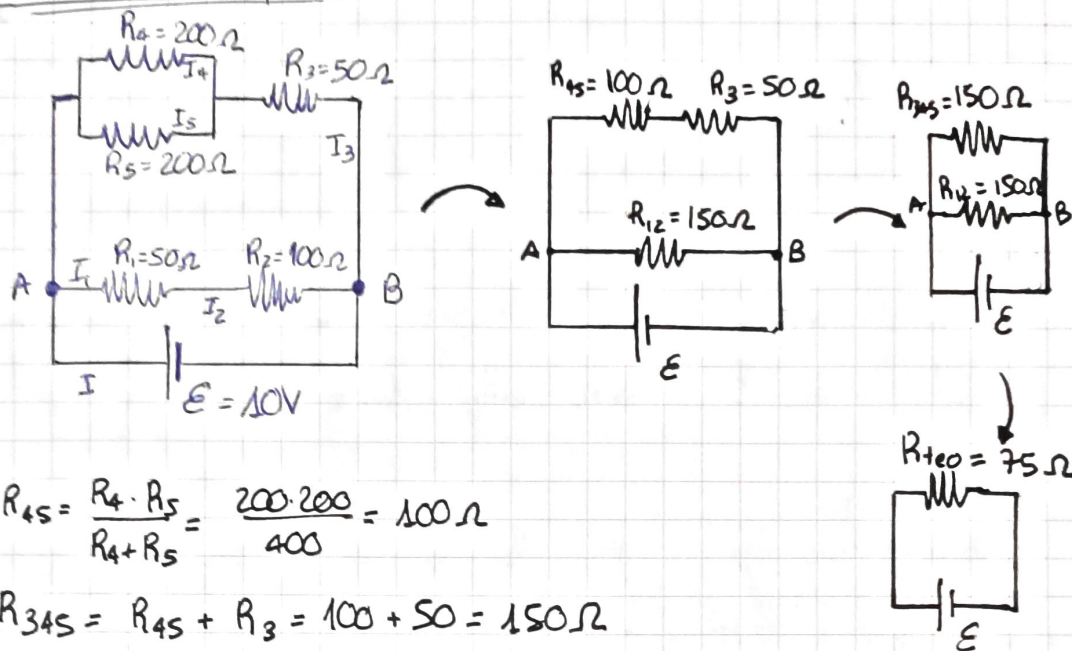 R4 = 200Ω
I4
R3 = 50Ω
I5
R5 = 200Ω
I3
R1 = 50Ω
R2 = 100Ω
A
I1
I2
B
I
ε = 10V
R45 = 100Ω
R3 = 50Ω
R12 = 150Ω
A
B
ε
R345 = 150Ω
R12 = 150Ω
A
B
ε
Rteo = 75Ω
ε
R45 = R4 · R5 / R4 + R5 = 200·200 / 400 = 100Ω
R345 = R45 + R3 = 100 + 50 = 150Ω